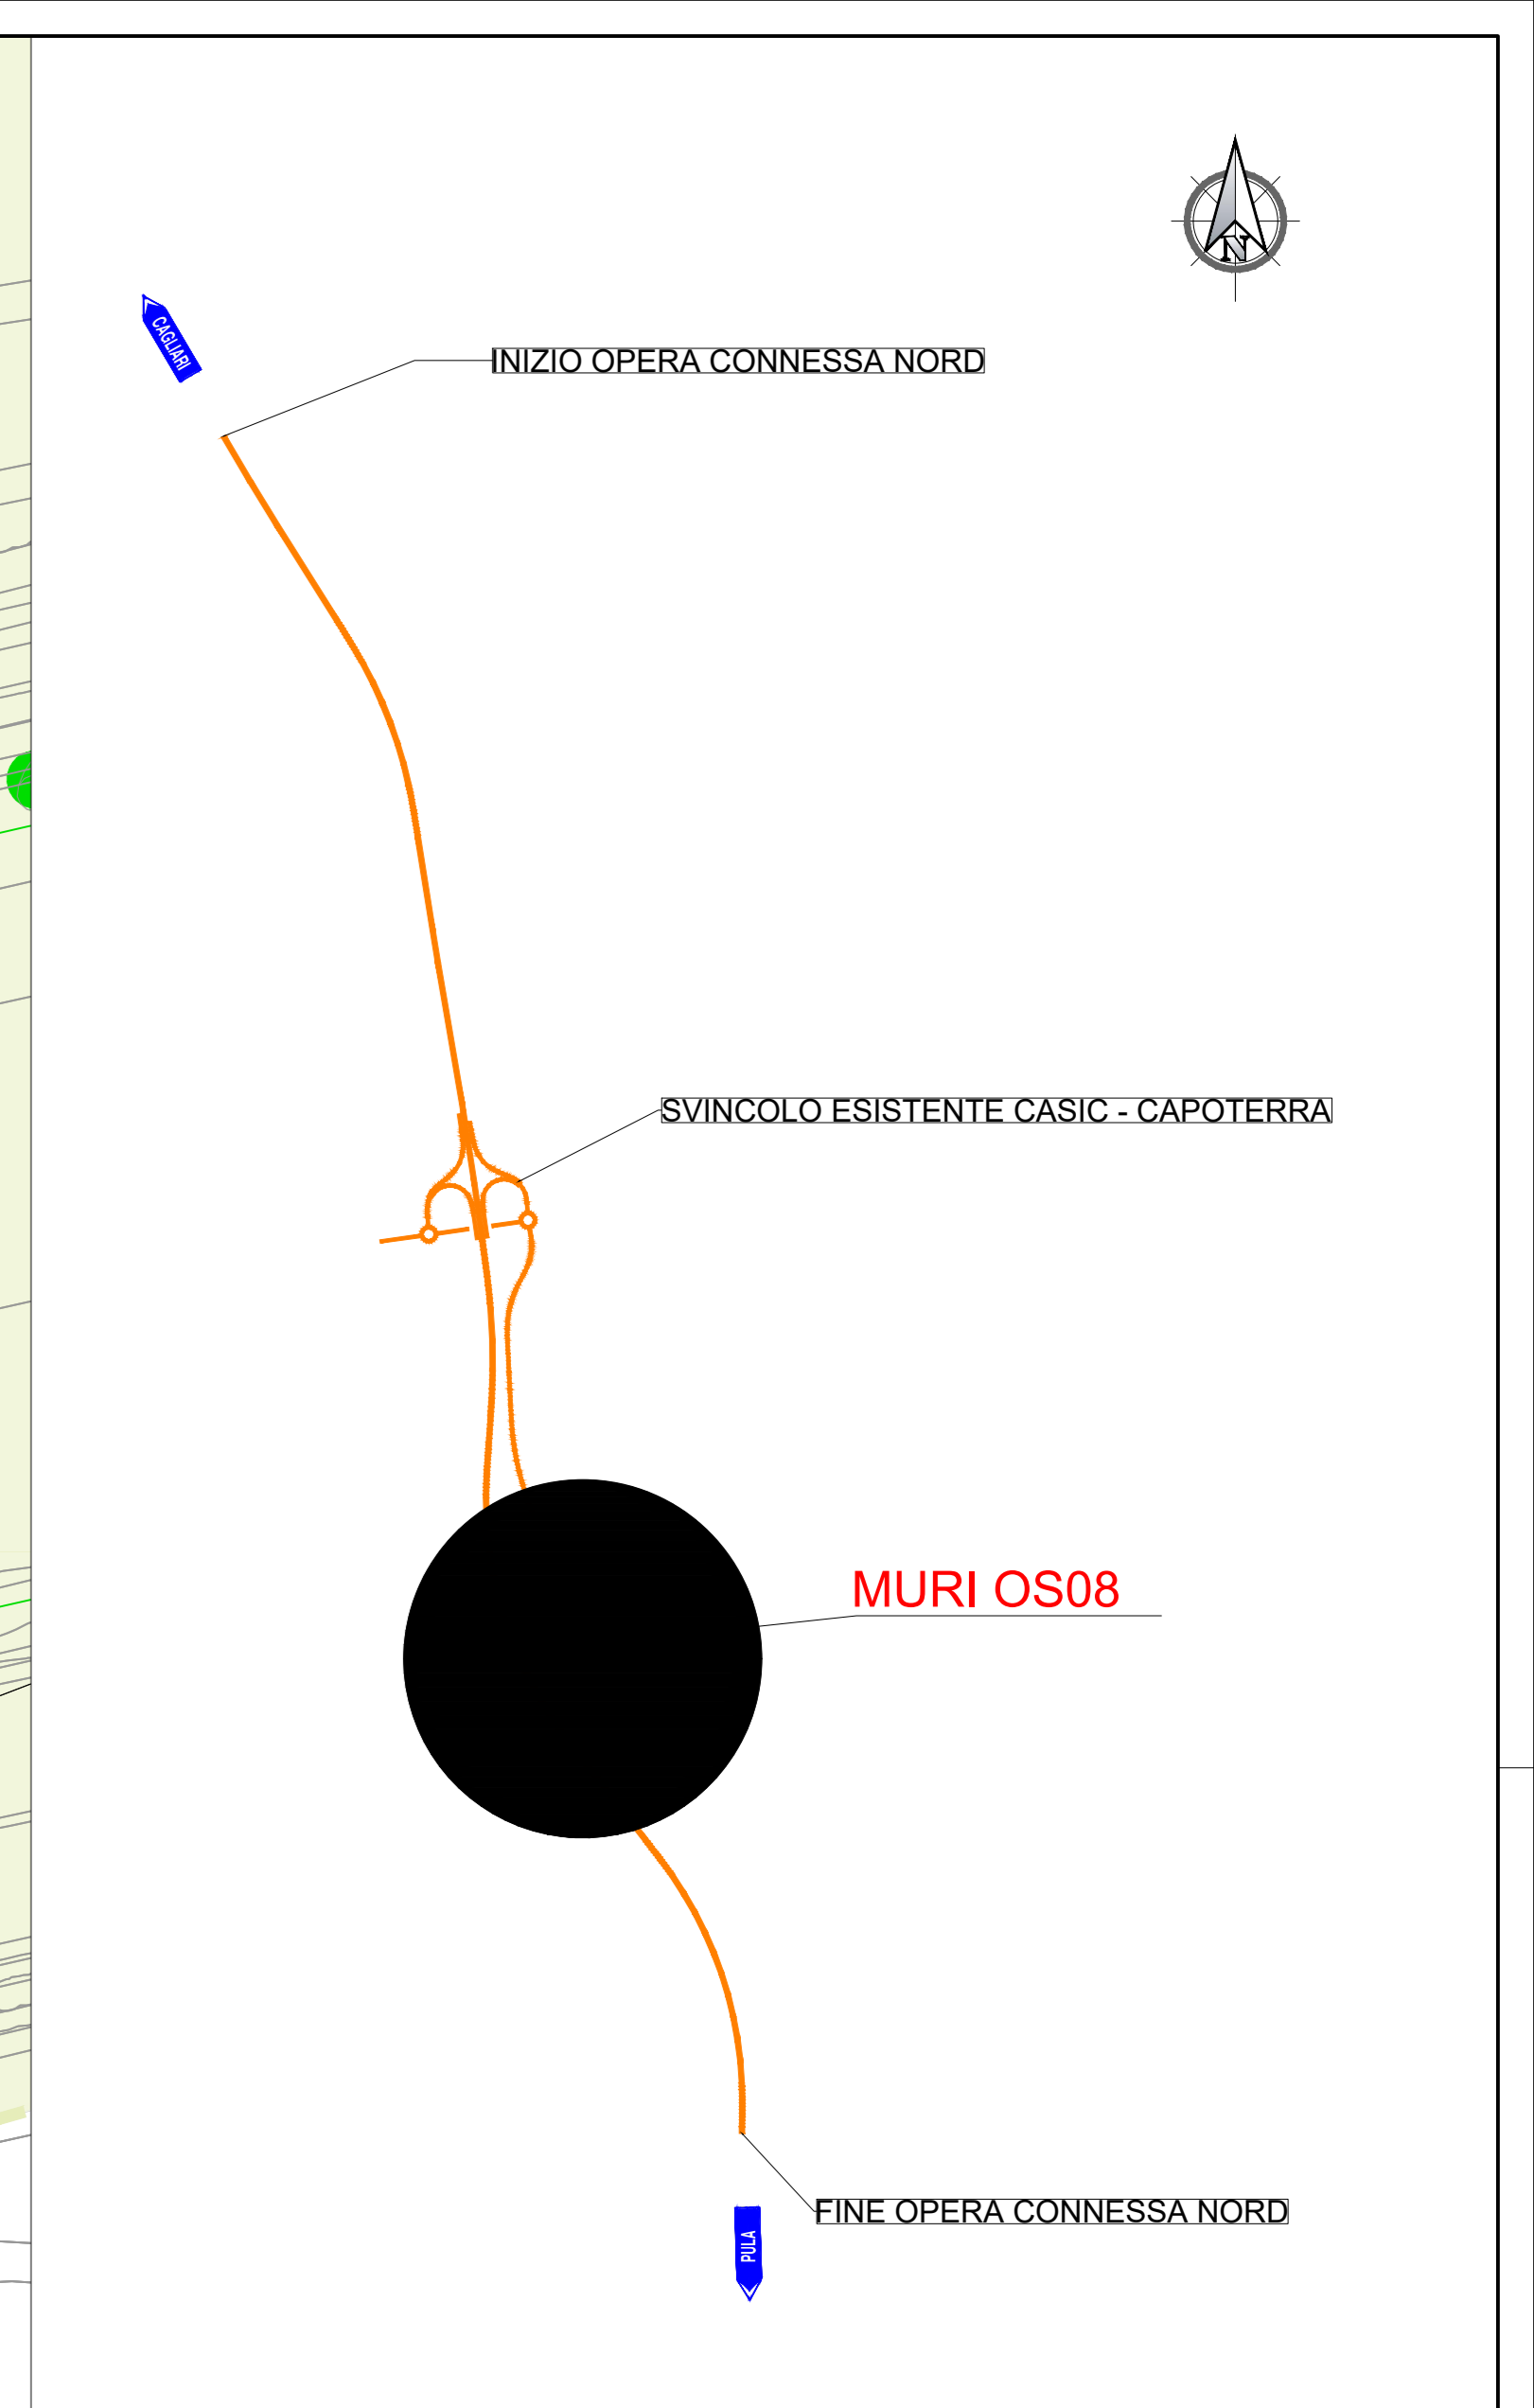 N
CAGLIARI
INIZIO OPERA CONNESSA NORD
SVINCOLO ESISTENTE CASIC - CAPOTERRA
MURI OS08
FINE OPERA CONNESSA NORD
PULA